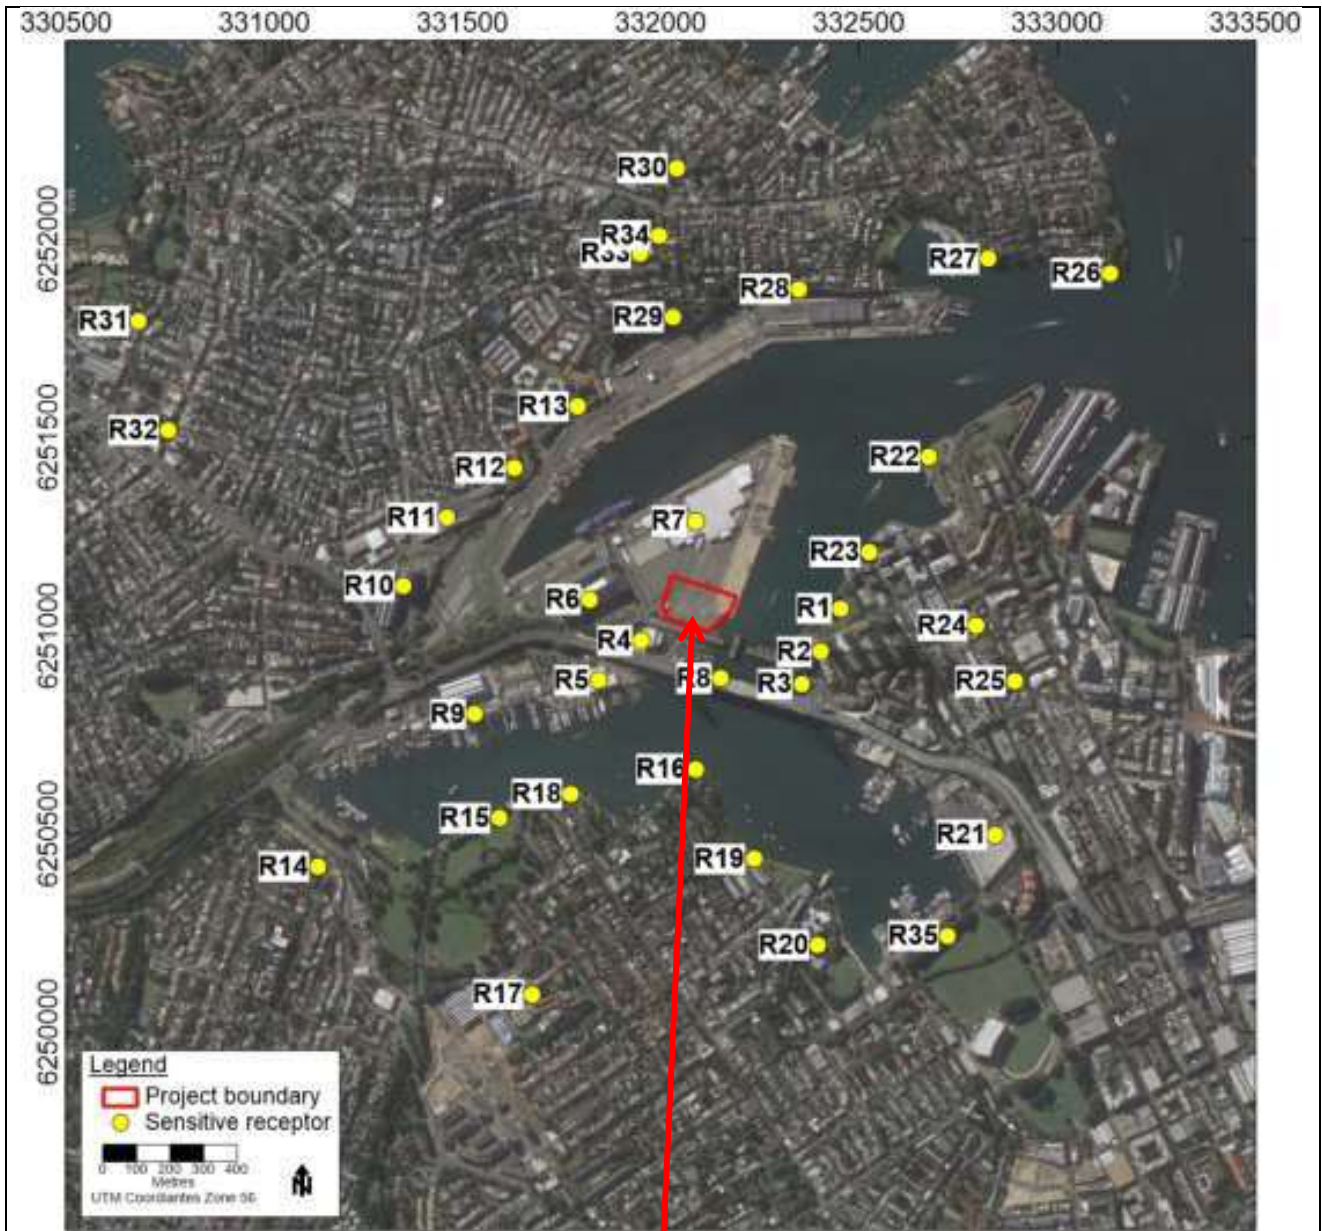 330500 331000 331500 332000 332500 333000 333500
6252000
6251500
6251000
6250500
6250000
R30
R34
R33
R27
R26
R28
R31
R29
R13
R32
R22
R12
R11
R7
R23
R10
R6
R1
R24
R4
R2
R5
R8
R3
R25
R9
R16
R18
R15
R21
R19
R14
R35
R20
R17
Legend
Project boundary
Sensitive receptor
0 100 200 300 400
Metres
UTM Coordiantes Zone 56
N